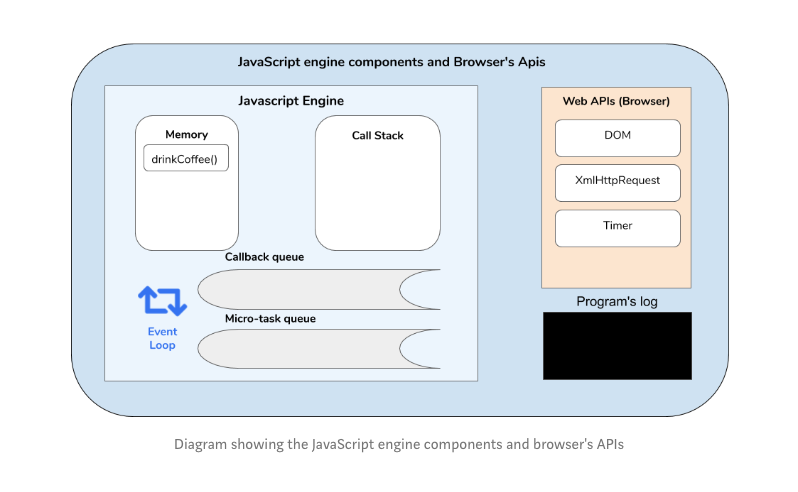 JavaScript engine components and Browser's Apis
Javascript Engine
Memory
drinkCoffee()
Call Stack
Callback queue
Event
Loop
Micro-task queue
Web APIs (Browser)
DOM
XmlHttpRequest
Timer
Program's log
Diagram showing the JavaScript engine components and browser's APIs